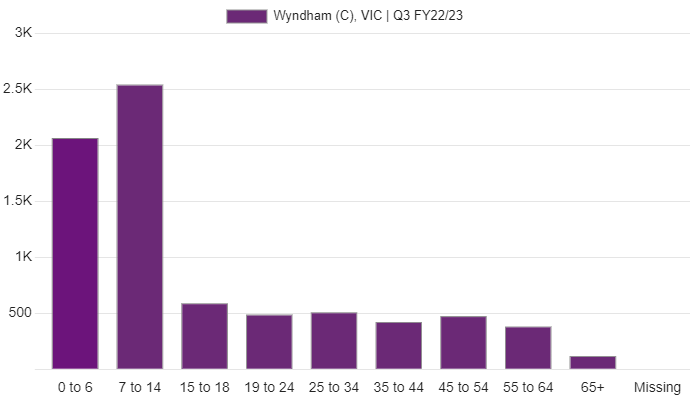 Wyndham (C), VIC | Q3 FY22/23
3K
2.5K
2K
1.5K
1K
500
0 to 6 7 to 14 15 to 18 19 to 24 25 to 34 35 to 44 45 to 54 55 to 64 65+ Missing